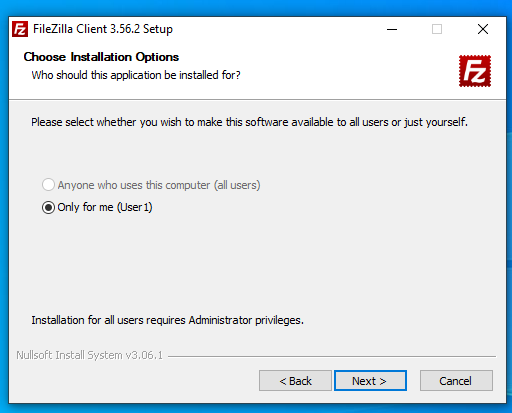 FileZilla Client 3.56.2 Setup
Choose Installation Options
Who should this application be installed for?
Please select whether you wish to make this software available to all users or just yourself.
Anyone who uses this computer (all users)
Only for me (User1)
Installation for all users requires Administrator privileges.
Nullsoft Install System v3.06.1
< Back Next > Cancel